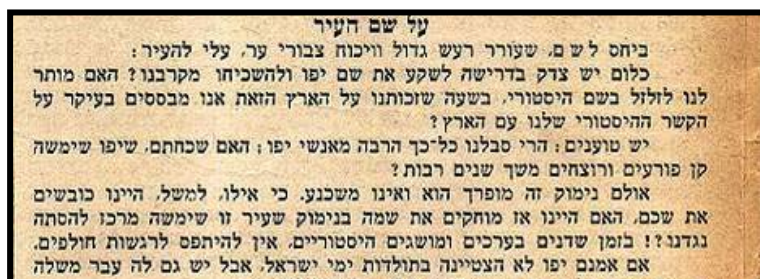 על שם העיר
ביחס לשם, שעורר רעש גדול וויכוח צבורי ער, עלי להעיר:
כלום יש צדק בדרישה לשקע את שם יפו ולהשכיחו מקרבנו? האם מותר
לנו לזלזל בשם היסטורי, בשעה שזכותנו על הארץ הזאת אנו מבססים בעיקר על
הקשר ההיסטורי שלנו עם הארץ?
יש טוענים: הרי סבלנו כל־כך הרבה מאנשי יפו; האם שכחתם, שיפו שימשה
קן פורעים ורוצחים משך שנים רבות?
אולם נימוק זה מופרך הוא ואינו משכנע. כי אילו, למשל, היינו כובשים
את שכם, האם היינו אז מוחקים את שמה בנימוק שעיר זו שימשה מרכז להסתה
נגדנו?! בזמן שדנים בערכים ומושגים היסטוריים, אין להיתפס לרגשות חולפים.
אם אמנם יפו לא הצטיינה בתולדות ימי ישראל, אבל יש גם לה עבר משלה